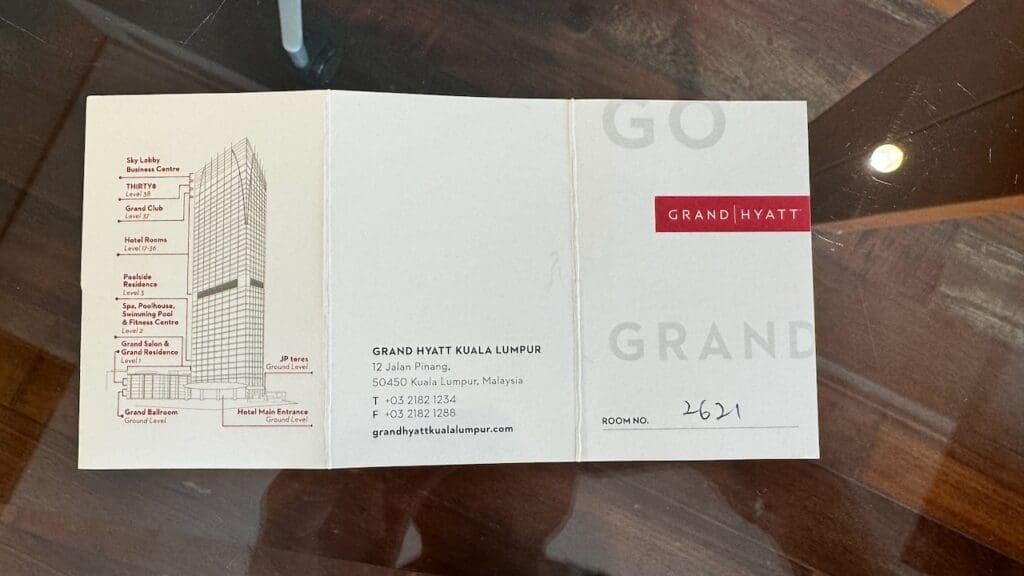 Sky Lobby
Business Centre
THIRTY8
Level 38
Grand Club
Level 37
Hotel Rooms
Level 17-36
Poolside
Residence
Level 3
Spa, Poolhouse,
Swimming Pool
& Fitness Centre
Level 2
Grand Salon &
Grand Residence
Level 1
JP teres
Ground Level
Grand Ballroom
Ground Level
Hotel Main Entrance
Ground Level
GRAND HYATT KUALA LUMPUR
12 Jalan Pinang,
50450 Kuala Lumpur, Malaysia
T +03 2182 1234
F +03 2182 1288
grandhyattkualalumpur.com
GO
GRAND|HYATT™
GRAND
ROOM NO. 2621